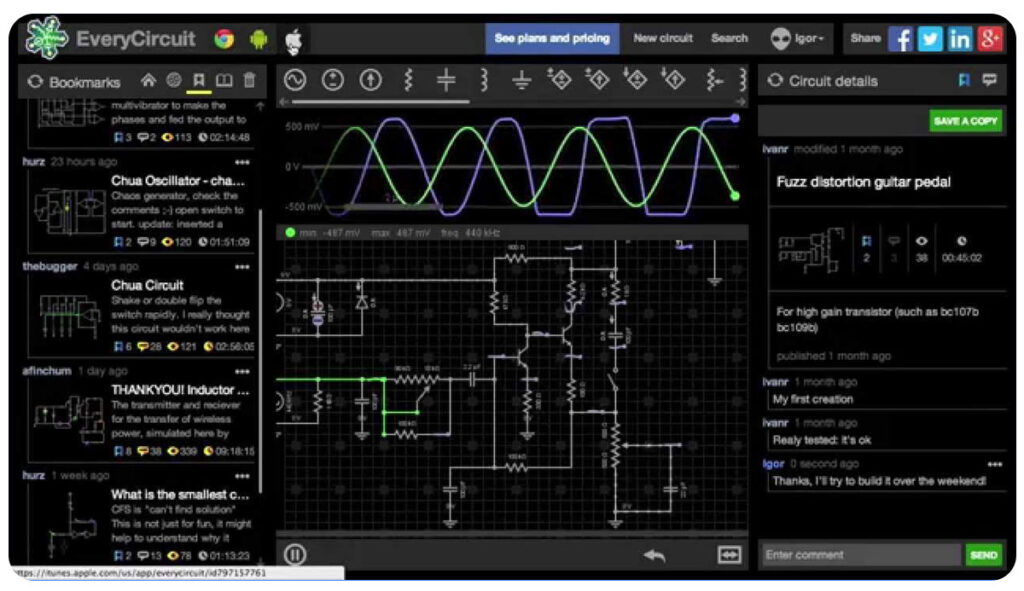 EveryCircuit
See plans and pricing
New circuit
Search
Igor
Share
Bookmarks
multivibrator to make the
phases and fed the output to
3 2 113 02:14:48
hurz 23 hours ago
Chua Oscillator - cha...
Chaos generator, check the
comments ;-) open switch to
start. update: inserted a
2 9 120 01:51:09
thebugger 4 days ago
Chua Circuit
Shake or double flip the
switch rapidly. I really thought
this circuit wouldn't work here
6 28 121 02:56:05
afinchum 1 day ago
THANKYOU! Inductor ...
The transmitter and reciever
for the transfer of wireless
power, simulated here by
8 38 339 09:18:15
hurz 1 week ago
What is the smallest c...
CFS is "can't find solution"
This is not just for fun, it might
help to understand why it
2 13 78 01:13:23
ttps://itunes.apple.com/us/app/everycircuit/id797157761
500 mV
0 V
-500 mV
min -487 mV max 487 mV freq 440 kHz
Circuit details
SAVE A COPY
ivanr modified 1 month ago
Fuzz distortion guitar pedal
2 3 38 00:45:02
For high gain transistor (such as bc107b
bc109b)
published 1 month ago
ivanr 1 month ago
My first creation
ivanr 1 month ago
Realy tested: it's ok
Igor 0 second ago
Thanks, I'll try to build it over the weekend!
Enter comment
SEND